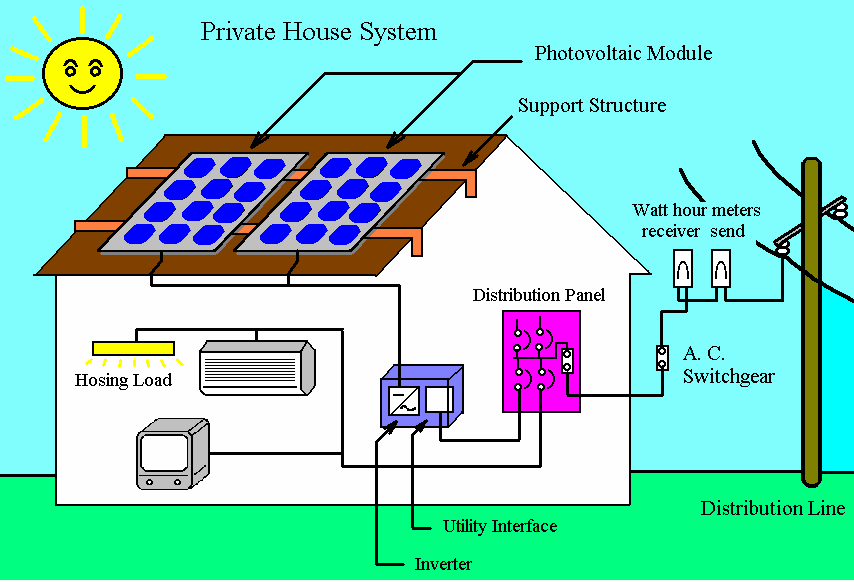 Private House System
Photovoltaic Module
Support Structure
Watt hour meters
receiver send
Distribution Panel
A. C.
Switchgear
Hosing Load
Distribution Line
Utility Interface
Inverter